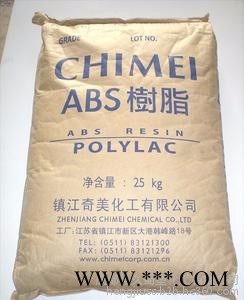 GRADE LOT NO.
CHIMEI
ABS樹脂
ABS RESIN
POLYLAC
净含量：25 kg
镇江奇美化工有限公司
ZHENJIANG CHIMEI CHEMICAL CO.,LTD
工厂：江苏省镇江市新区大港韩峰路18号
TEL：(0511) 83121300
FAX：(0511) 83121296
www.chimeicorp.com.cn
www.***.com